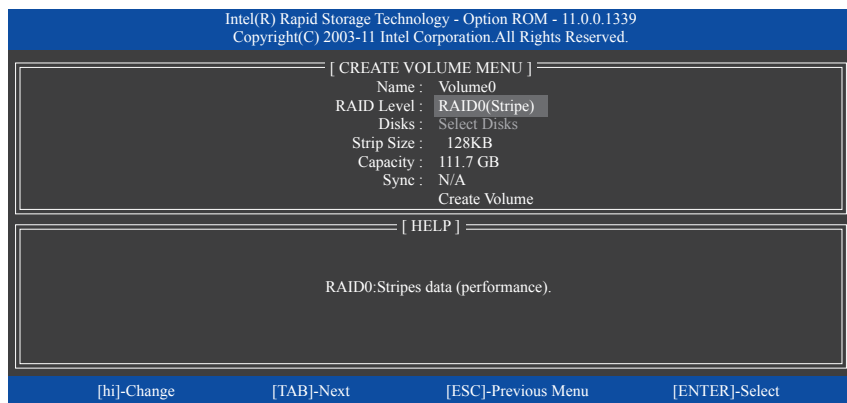 Intel(R) Rapid Storage Technology - Option ROM - 11.0.0.1339
Copyright(C) 2003-11 Intel Corporation.All Rights Reserved.
[ CREATE VOLUME MENU ]
Name : Volume0
RAID Level : RAID0(Stripe)
Disks : Select Disks
Strip Size : 128KB
Capacity : 111.7 GB
Sync : N/A
Create Volume
[ HELP ]
RAID0:Stripes data (performance).
[hi]-Change [TAB]-Next [ESC]-Previous Menu [ENTER]-Select